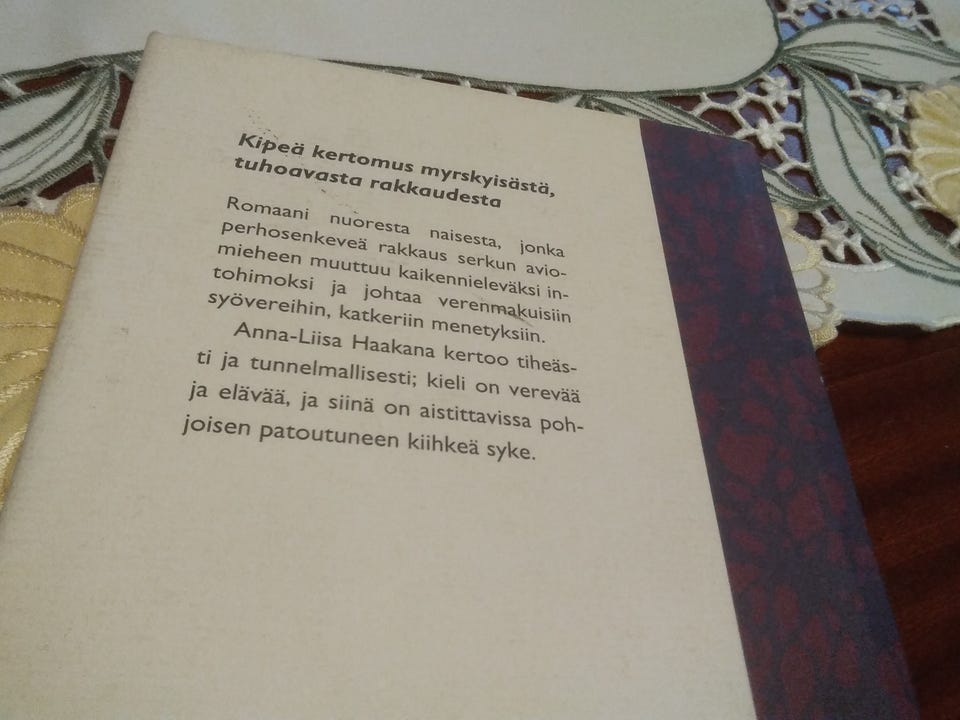 Kipeä kertomus myrskyisästä,
tuhoavasta rakkaudesta
Romaani nuoresta naisesta, jonka
perhosenkeveä rakkaus serkun avio-
mieheen muuttuu kaikennieleväksi in-
tohimoksi ja johtaa verenmakuisiin
syövereihin, katkeriin menetyksiin.
Anna-Liisa Haakana kertoo tiheäs-
ti ja tunnelmallisesti; kieli on verevää
ja elävää, ja siinä on aistittavissa poh-
joisen patoutuneen kiihkeä syke.